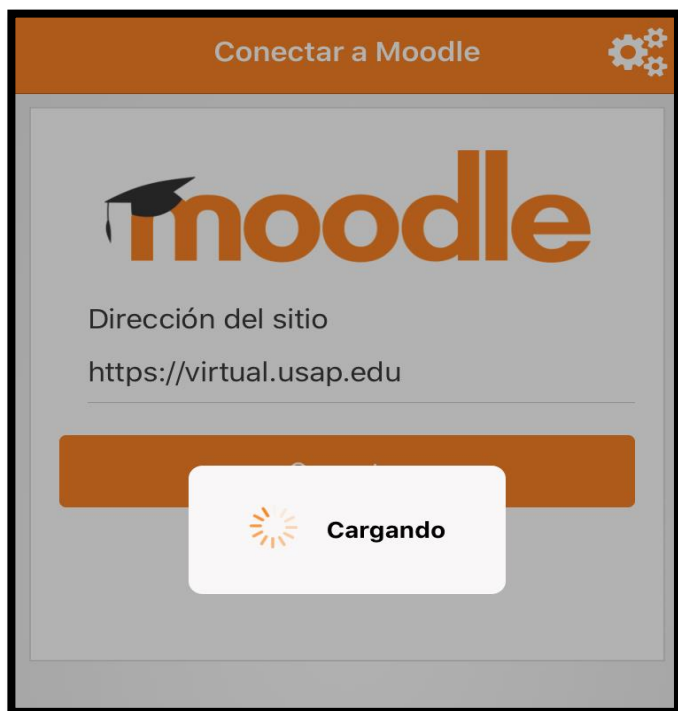 Conectar a Moodle
moodle
Dirección del sitio
https://virtual.usap.edu
Cargando